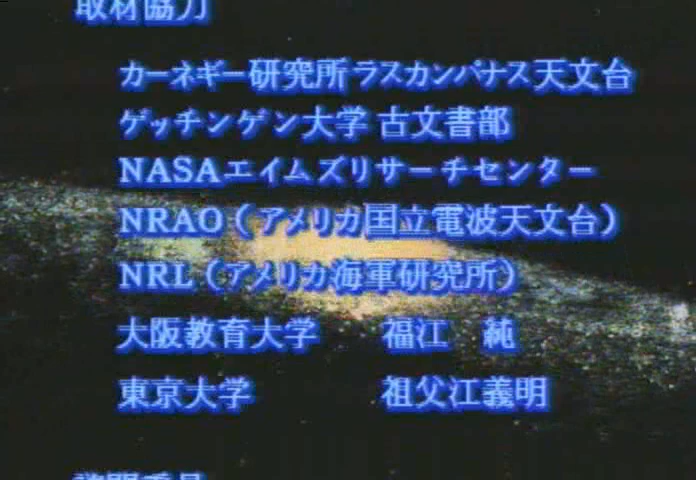 取材協力
カーネギー研究所ラスカンパナス天文台
ゲッチンゲン大学 古文書部
NASAエイムズリサーチセンター
NRAO(アメリカ国立電波天文台)
NRL(アメリカ海軍研究所)
大阪教育大学 福江 純
東京大学 祖父江義明